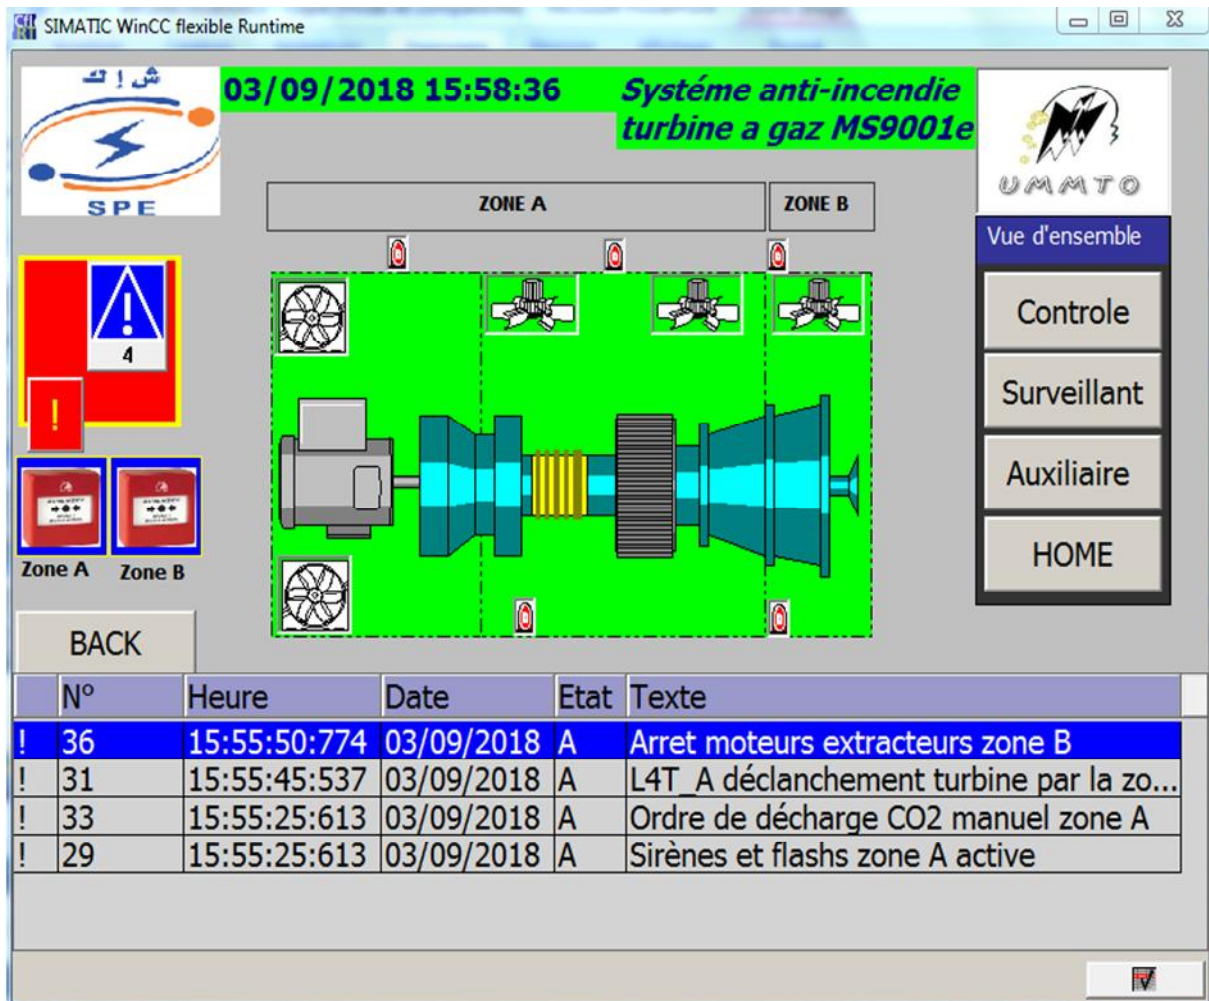 SIMATIC WinCC flexible Runtime
ش إ ك
SPE
03/09/2018 15:58:36
Systéme anti-incendie
turbine a gaz MS9001e
UMMTO
ZONE A
ZONE B
Vue d'ensemble
Controle
Surveillant
Auxiliaire
HOME
!
4
!
Zone A
Zone B
BACK
N° Heure Date Etat Texte
! 36 15:55:50:774 03/09/2018 A Arret moteurs extracteurs zone B
! 31 15:55:45:537 03/09/2018 A L4T_A déclanchement turbine par la zo...
! 33 15:55:25:613 03/09/2018 A Ordre de décharge CO2 manuel zone A
! 29 15:55:25:613 03/09/2018 A Sirènes et flashs zone A active